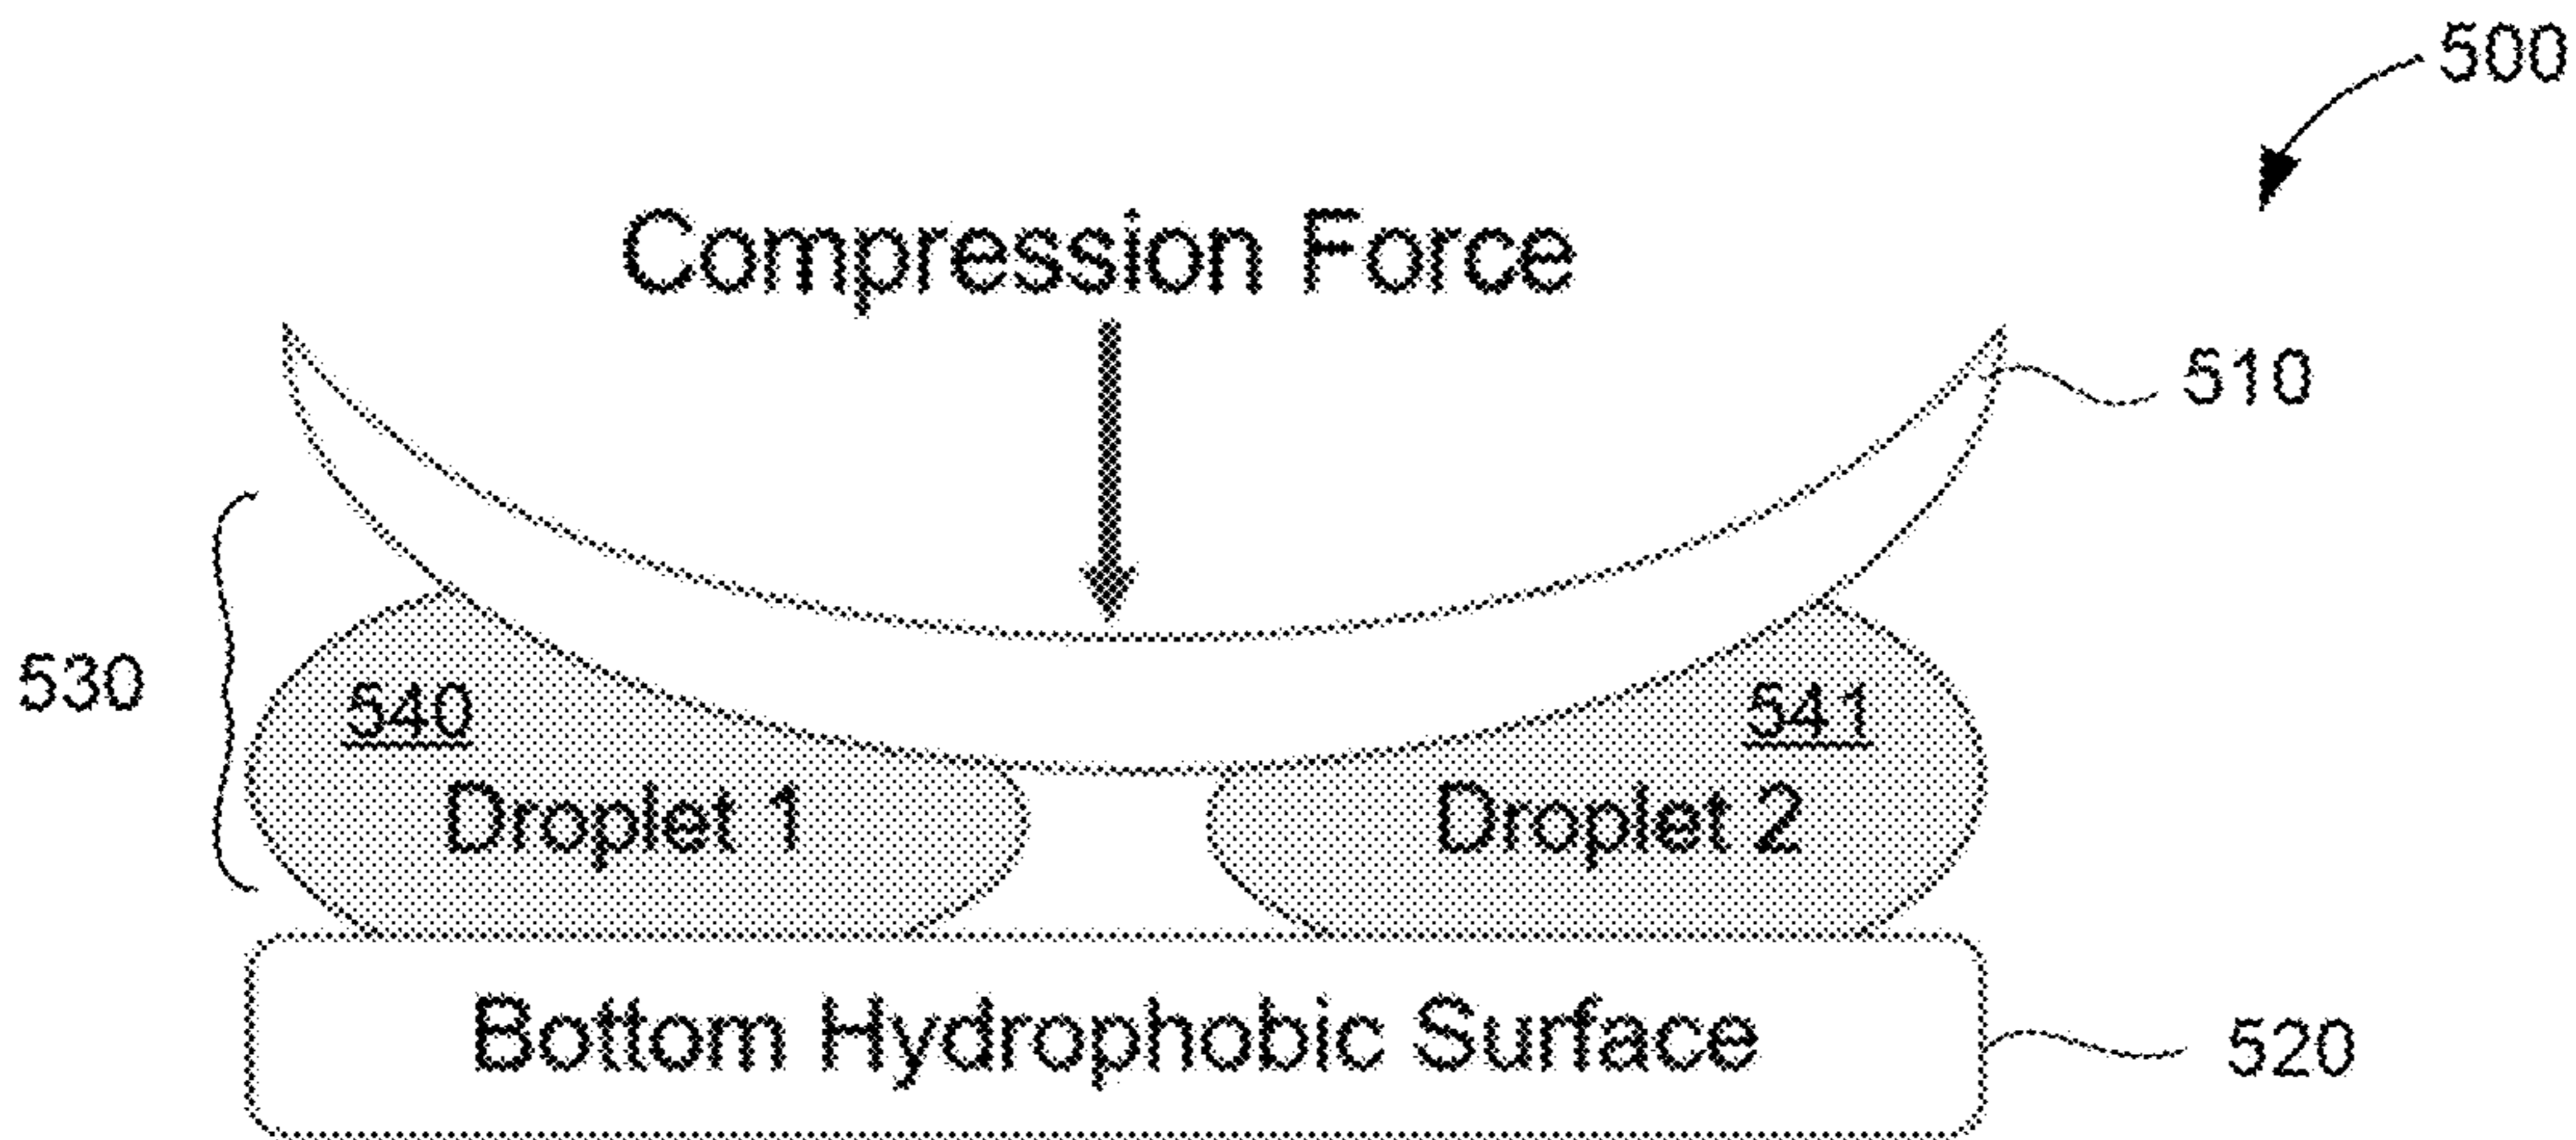 500
Compression Force
510
530
540
541
Droplet 1
Droplet 2
Bottom Hydrophobic Surface
520